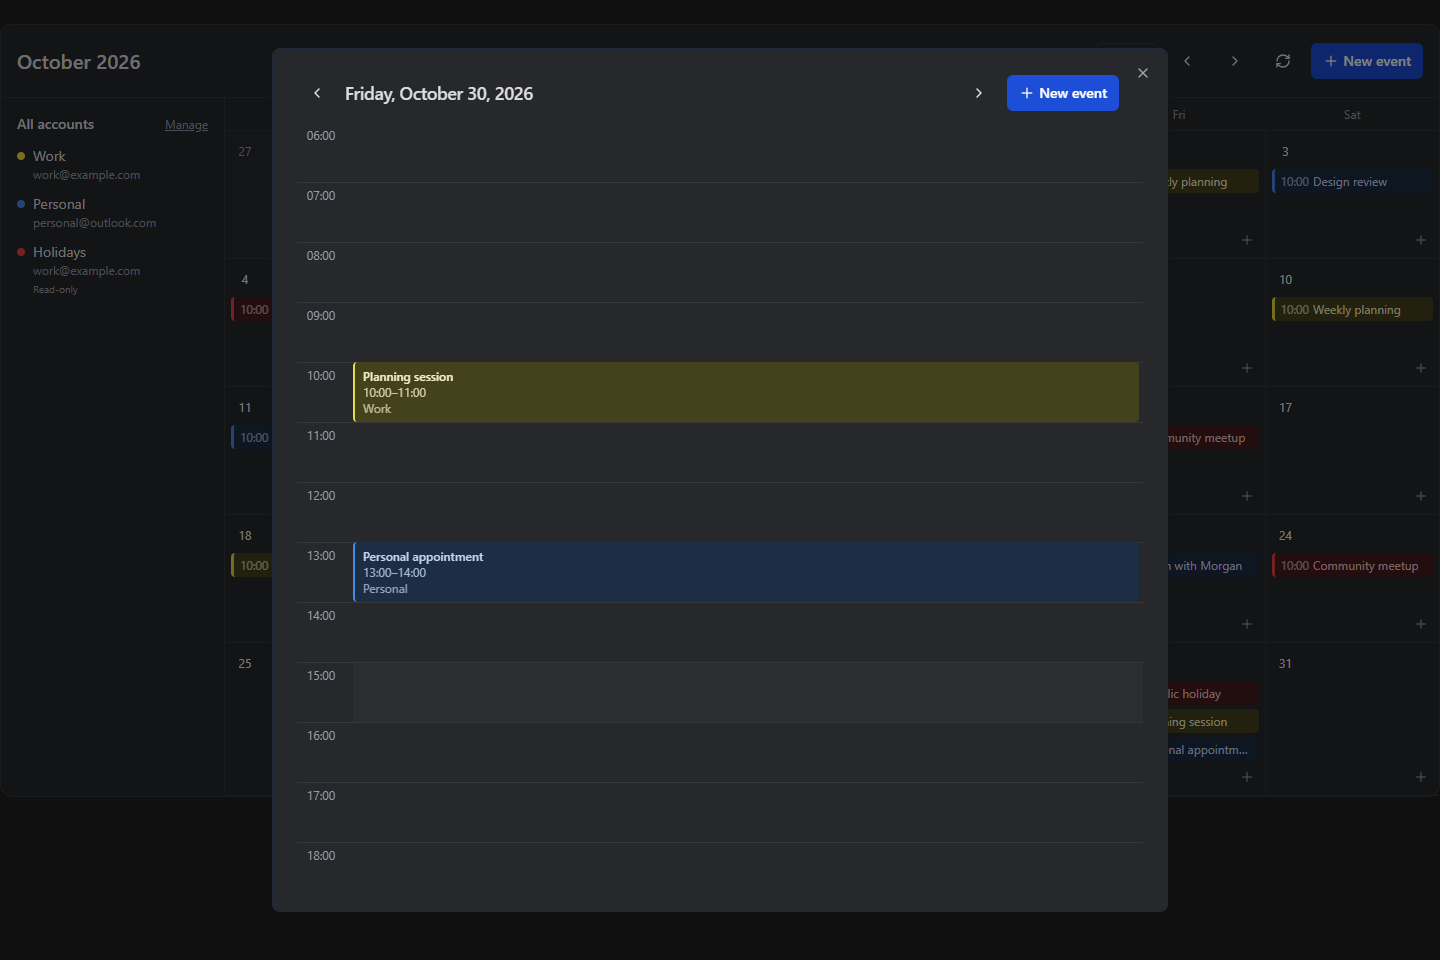 October 2026
New event
All accounts
Manage
Work
work@example.com
Personal
personal@outlook.com
Holidays
work@example.com
Read-only
Fri
Sat
27
3
ly planning
10:00 Design review
4
10
10:00
10:00 Weekly planning
11
17
10:00
munity meetup
18
24
10:00
with Morgan
10:00 Community meetup
25
31
lic holiday
ing session
nal appointm...
Friday, October 30, 2026
New event
06:00
07:00
08:00
09:00
10:00
Planning session
10:00–11:00
Work
11:00
12:00
13:00
Personal appointment
13:00–14:00
Personal
14:00
15:00
16:00
17:00
18:00